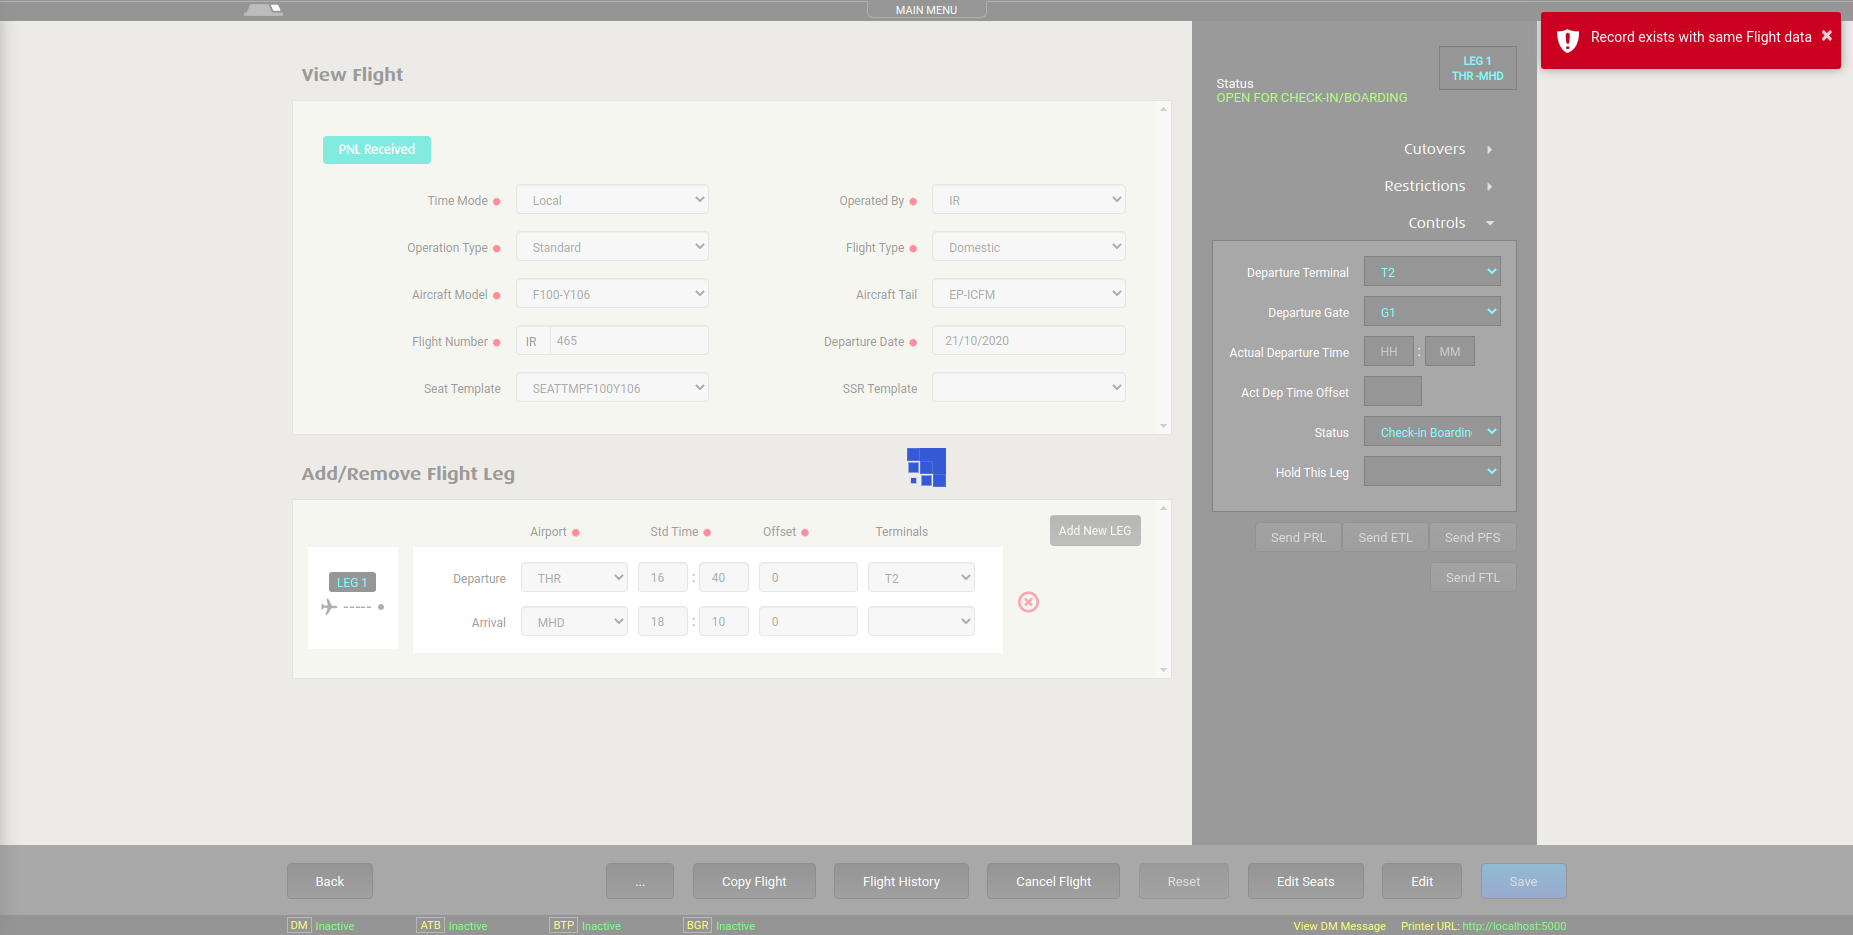 MAIN MENU
Record exists with same Flight data ×
View Flight
PNL Received
Time Mode Local Operated By IR
Operation Type Standard Flight Type Domestic
Aircraft Model F100-Y106 Aircraft Tail EP-ICFM
Flight Number IR 465 Departure Date 21/10/2020
Seat Template SEATTMPF100Y106 SSR Template
Add/Remove Flight Leg
Airport Std Time Offset Terminals Add New LEG
LEG 1
Departure THR 16 : 40 0 T2
Arrival MHD 18 : 10 0
LEG 1
THR -MHD
Status
OPEN FOR CHECK-IN/BOARDING
Cutovers
Restrictions
Controls
Departure Terminal T2
Departure Gate G1
Actual Departure Time HH : MM
Act Dep Time Offset
Status Check-in Boardin
Hold This Leg
Send PRL Send ETL Send PFS
Send FTL
Back ... Copy Flight Flight History Cancel Flight Reset Edit Seats Edit Save
DM Inactive ATB Inactive BTP Inactive BGR Inactive View DM Message Printer URL: http://localhost:5000